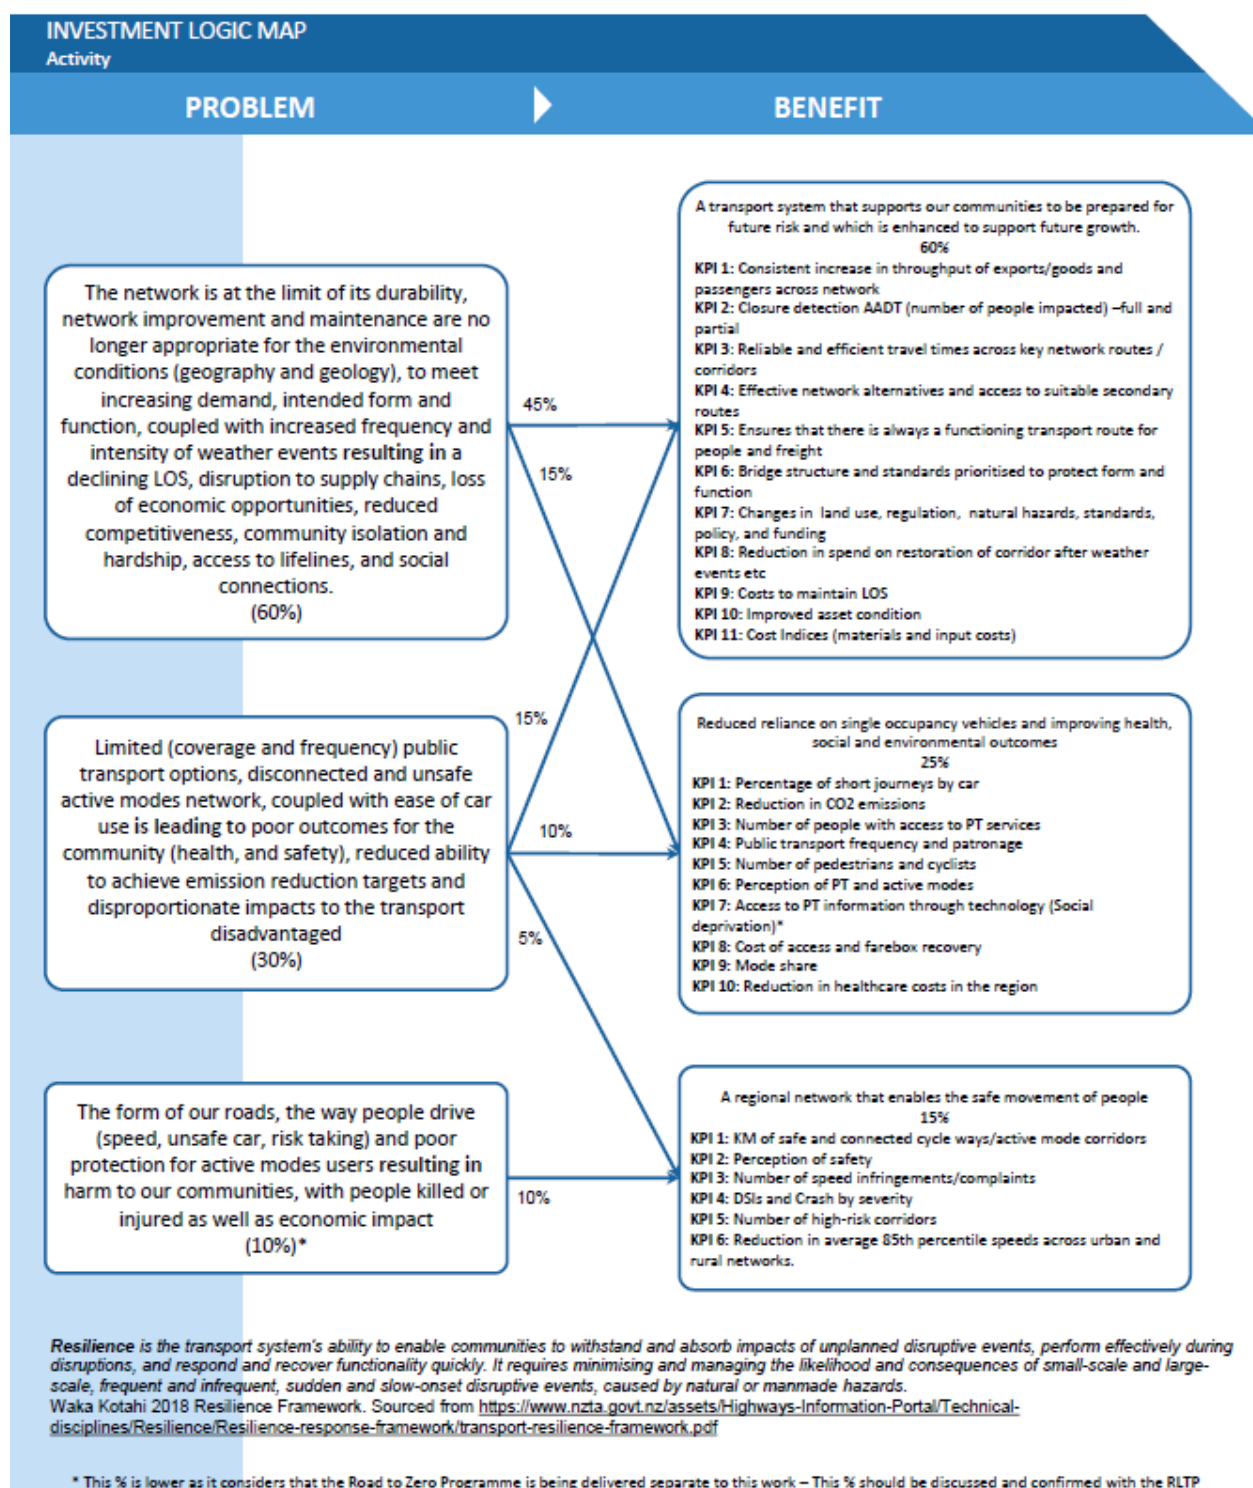 INVESTMENT LOGIC MAP
Activity
PROBLEM
BENEFIT
The network is at the limit of its durability,
network improvement and maintenance are no
longer appropriate for the environmental
conditions (geography and geology), to meet
increasing demand, intended form and
function, coupled with increased frequency and
intensity of weather events resulting in a
declining LOS, disruption to supply chains, loss
of economic opportunities, reduced
competitiveness, community isolation and
hardship, access to lifelines, and social
connections.
(60%)
45%
15%
A transport system that supports our communities to be prepared for
future risk and which is enhanced to support future growth.
60%
KPI 1: Consistent increase in throughput of exports/goods and
passengers across network
KPI 2: Closure detection AADT (number of people impacted) –full and
partial
KPI 3: Reliable and efficient travel times across key network routes /
corridors
KPI 4: Effective network alternatives and access to suitable secondary
routes
KPI 5: Ensures that there is always a functioning transport route for
people and freight
KPI 6: Bridge structure and standards prioritised to protect form and
function
KPI 7: Changes in land use, regulation, natural hazards, standards,
policy, and funding
KPI 8: Reduction in spend on restoration of corridor after weather
events etc
KPI 9: Costs to maintain LOS
KPI 10: Improved asset condition
KPI 11: Cost Indices (materials and input costs)
Limited (coverage and frequency) public
transport options, disconnected and unsafe
active modes network, coupled with ease of car
use is leading to poor outcomes for the
community (health, and safety), reduced ability
to achieve emission reduction targets and
disproportionate impacts to the transport
disadvantaged
(30%)
15%
10%
5%
Reduced reliance on single occupancy vehicles and improving health,
social and environmental outcomes
25%
KPI 1: Percentage of short journeys by car
KPI 2: Reduction in CO2 emissions
KPI 3: Number of people with access to PT services
KPI 4: Public transport frequency and patronage
KPI 5: Number of pedestrians and cyclists
KPI 6: Perception of PT and active modes
KPI 7: Access to PT information through technology (Social
deprivation)*
KPI 8: Cost of access and farebox recovery
KPI 9: Mode share
KPI 10: Reduction in healthcare costs in the region
The form of our roads, the way people drive
(speed, unsafe car, risk taking) and poor
protection for active modes users resulting in
harm to our communities, with people killed or
injured as well as economic impact
(10%)*
10%
A regional network that enables the safe movement of people
15%
KPI 1: KM of safe and connected cycle ways/active mode corridors
KPI 2: Perception of safety
KPI 3: Number of speed infringements/complaints
KPI 4: DSIs and Crash by severity
KPI 5: Number of high-risk corridors
KPI 6: Reduction in average 85th percentile speeds across urban and
rural networks.
Resilience is the transport system's ability to enable communities to withstand and absorb impacts of unplanned disruptive events, perform effectively during
disruptions, and respond and recover functionality quickly. It requires minimising and managing the likelihood and consequences of small-scale and large-
scale, frequent and infrequent, sudden and slow-onset disruptive events, caused by natural or manmade hazards.
Waka Kotahi 2018 Resilience Framework. Sourced from https://www.nzta.govt.nz/assets/Highways-Information-Portal/Technical-
disciplines/Resilience/Resilience-response-framework/transport-resilience-framework.pdf
* This % is lower as it considers that the Road to Zero Programme is being delivered separate to this work – This % should be discussed and confirmed with the RLTP